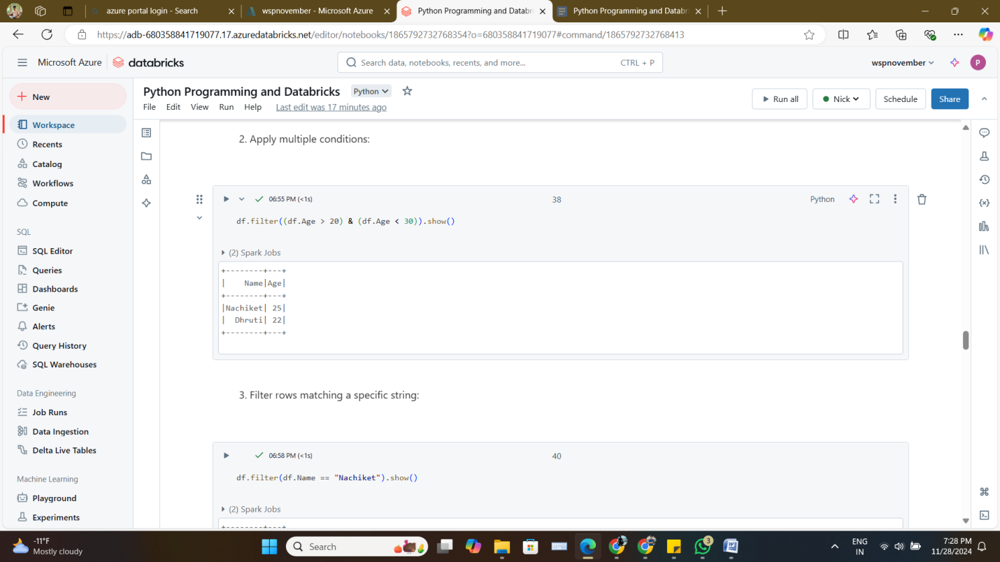 azure portal login - Search
wspnovember - Microsoft Azure
Python Programming and Databri
Python Programming and Databri
https://adb-680358841719077.17.azuredatabricks.net/editor/notebooks/1865792732768354?o=680358841719077#command/1865792732768413
Microsoft Azure
databricks
Search data, notebooks, recents, and more...
CTRL + P
wspnovember
P
New
Workspace
Recents
Catalog
Workflows
Compute
SQL
SQL Editor
Queries
Dashboards
Genie
Alerts
Query History
SQL Warehouses
Data Engineering
Job Runs
Data Ingestion
Delta Live Tables
Machine Learning
Playground
Experiments
Python Programming and Databricks
Python
File Edit View Run Help Last edit was 17 minutes ago
Run all
Nick
Schedule
Share
2. Apply multiple conditions:
06:55 PM (<1s)
38
Python
df.filter((df.Age > 20) & (df.Age < 30)).show()
(2) Spark Jobs
+--------+---+
|    Name|Age|
+--------+---+
|Nachiket| 25|
|  Dhruti| 22|
+--------+---+
3. Filter rows matching a specific string:
06:58 PM (<1s)
40
df.filter(df.Name == "Nachiket").show()
(2) Spark Jobs
-11°F
Mostly cloudy
Search
3
ENG
IN
7:28 PM
11/28/2024